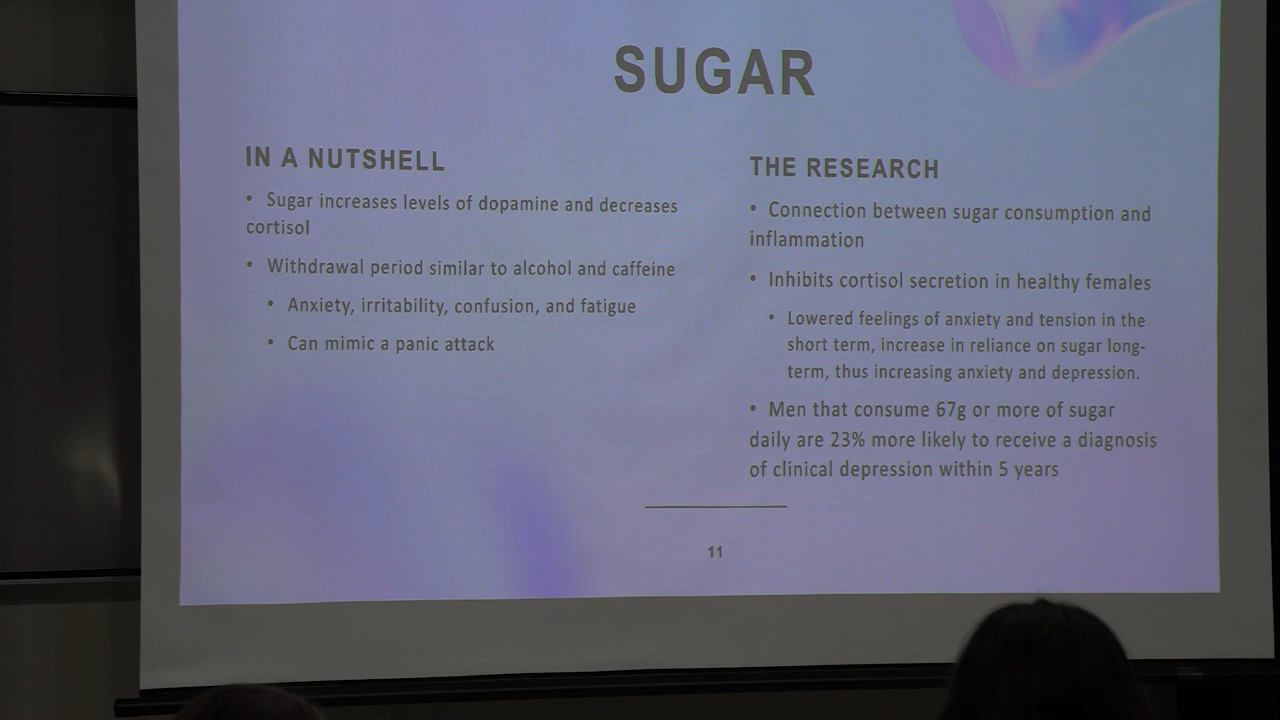 SUGAR
IN A NUTSHELL
• Sugar increases levels of dopamine and decreases
cortisol
• Withdrawal period similar to alcohol and caffeine
• Anxiety, irritability, confusion, and fatigue
• Can mimic a panic attack
THE RESEARCH
• Connection between sugar consumption and
inflammation
• Inhibits cortisol secretion in healthy females
• Lowered feelings of anxiety and tension in the
short term, increase in reliance on sugar long-
term, thus increasing anxiety and depression.
• Men that consume 67g or more of sugar
daily are 23% more likely to receive a diagnosis
of clinical depression within 5 years
11